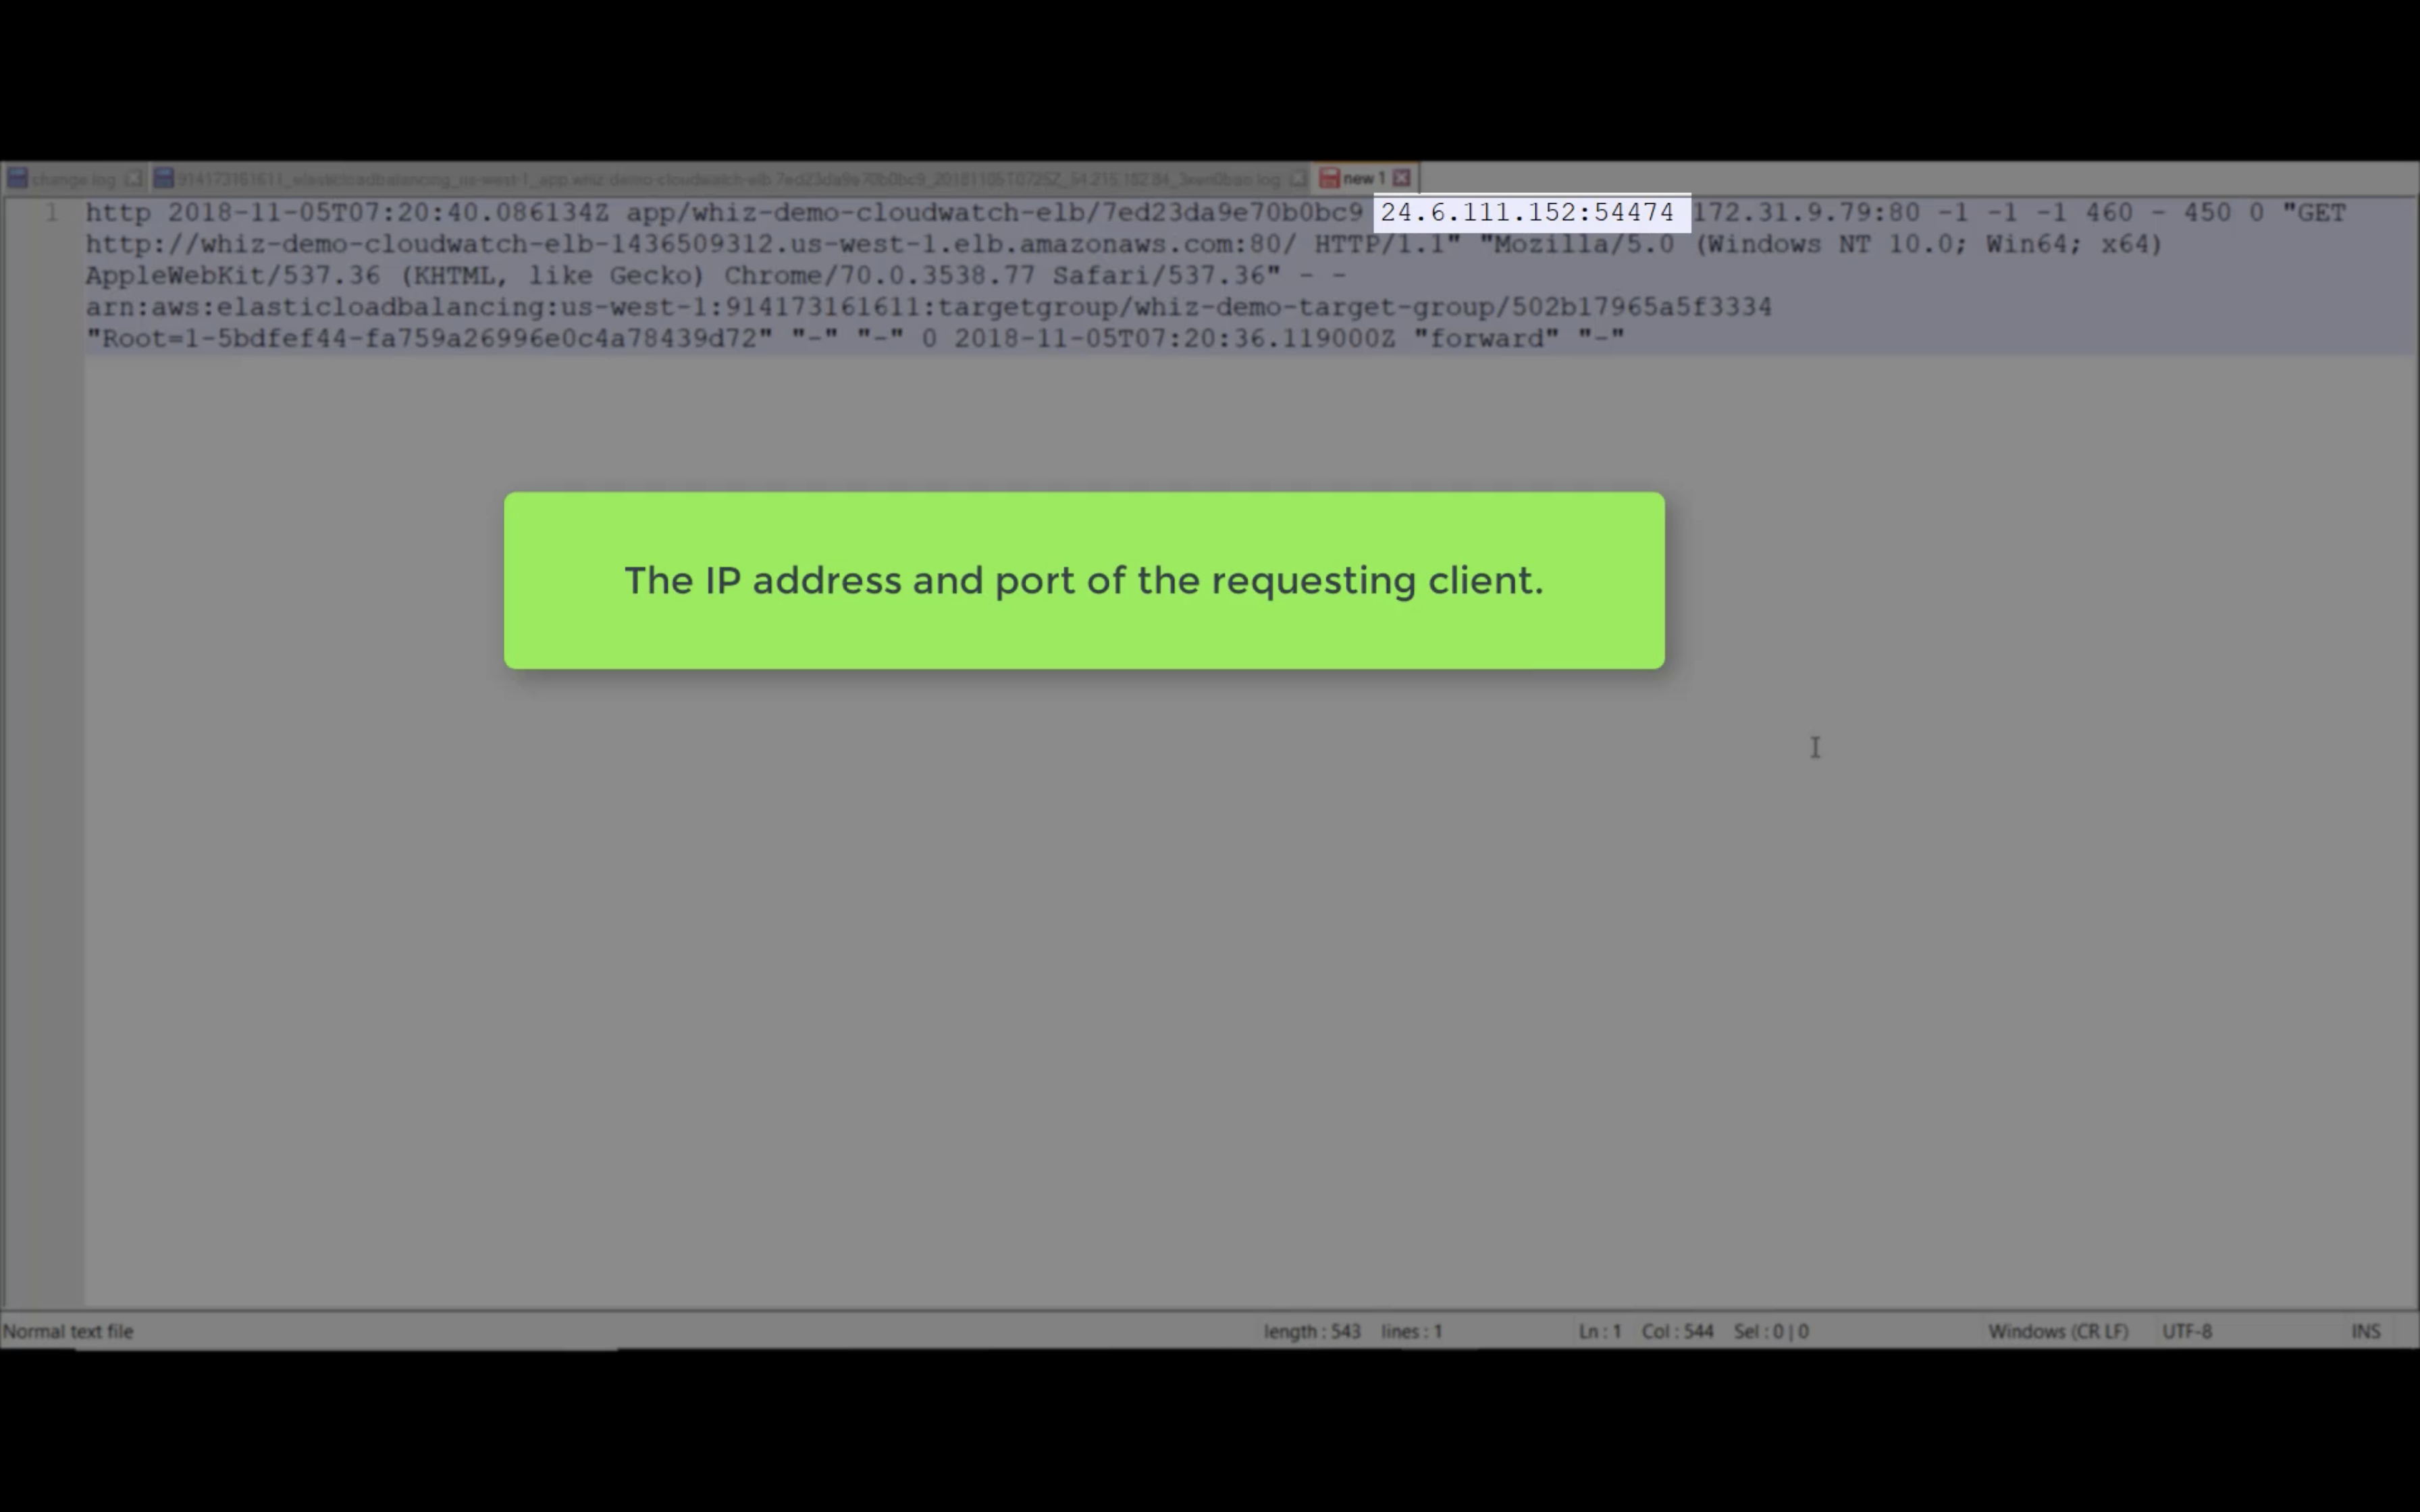 change.log 914173161611_elasticloadbalancing_us-west-1_app.whiz-demo-cloudwatch-elb.7ed23da9e70b0bc9_20181105T0725Z_54.215.182.84_ new 1
1 http 2018-11-05T07:20:40.086134Z app/whiz-demo-cloudwatch-elb/7ed23da9e70b0bc9 24.6.111.152:54474 172.31.9.79:80 -1 -1 -1 460 - 450 0 "GET
http://whiz-demo-cloudwatch-elb-1436509312.us-west-1.elb.amazonaws.com:80/ HTTP/1.1" "Mozilla/5.0 (Windows NT 10.0; Win64; x64)
AppleWebKit/537.36 (KHTML, like Gecko) Chrome/70.0.3538.77 Safari/537.36" - -
arn:aws:elasticloadbalancing:us-west-1:914173161611:targetgroup/whiz-demo-target-group/502b17965a5f3334
"Root=1-5bdfef44-fa759a26996e0c4a78439d72" "-" "-" 0 2018-11-05T07:20:36.119000Z "forward" "-"
The IP address and port of the requesting client.
Normal text file length : 543 lines : 1 Ln : 1 Col : 544 Sel : 0 | 0 Windows (CR LF) UTF-8 INS